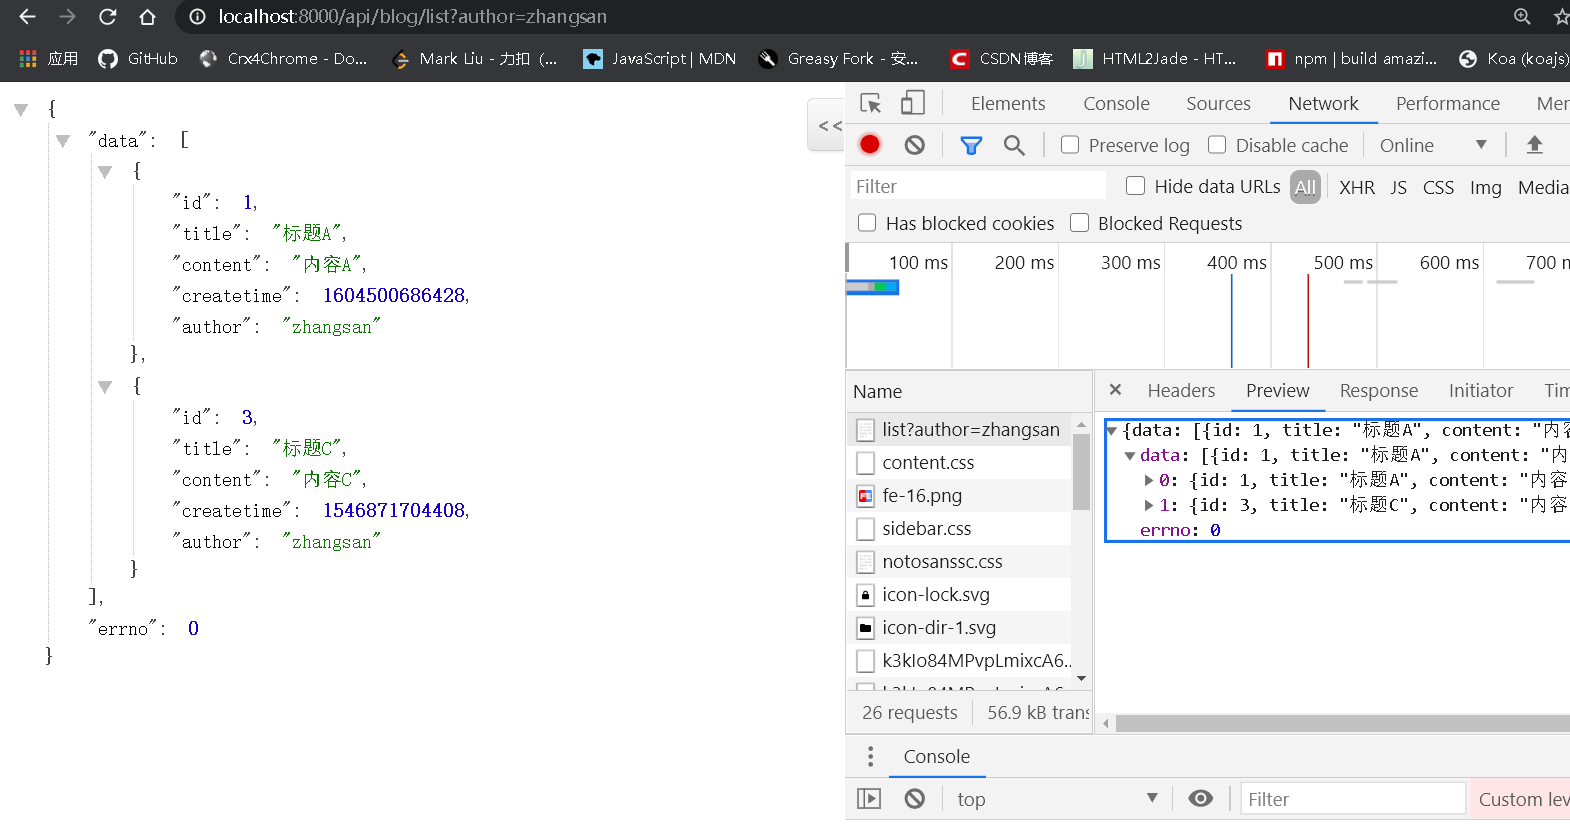 localhost:8000/api/blog/list?author=zhangsan
应用 GitHub Crx4Chrome - Do... Mark Liu - 力扣 (... JavaScript | MDN Greasy Fork - 安... CSDN博客 HTML2Jade - HT... npm | build amazi... Koa (koajs)
{
"data": [
{
"id": 1,
"title": "标题A",
"content": "内容A",
"createtime": 1604500686428,
"author": "zhangsan"
},
{
"id": 3,
"title": "标题C",
"content": "内容C",
"createtime": 1546871704408,
"author": "zhangsan"
}
],
"errno": 0
}
<<
Elements Console Sources Network Performance Mer
Preserve log Disable cache Online
Filter Hide data URLs All XHR JS CSS Img Media
Has blocked cookies Blocked Requests
100 ms 200 ms 300 ms 400 ms 500 ms 600 ms 700 m
Name
list?author=zhangsan
content.css
fe-16.png
sidebar.css
notosanssc.css
icon-lock.svg
icon-dir-1.svg
k3kIo84MPvpLmixcA6...
26 requests 56.9 kB trans
× Headers Preview Response Initiator Tim
{data: [{id: 1, title: "标题A", content: "内容
data: [{id: 1, title: "标题A", content: "内
0: {id: 1, title: "标题A", content: "内容
1: {id: 3, title: "标题C", content: "内容
errno: 0
Console
top Filter Custom lev